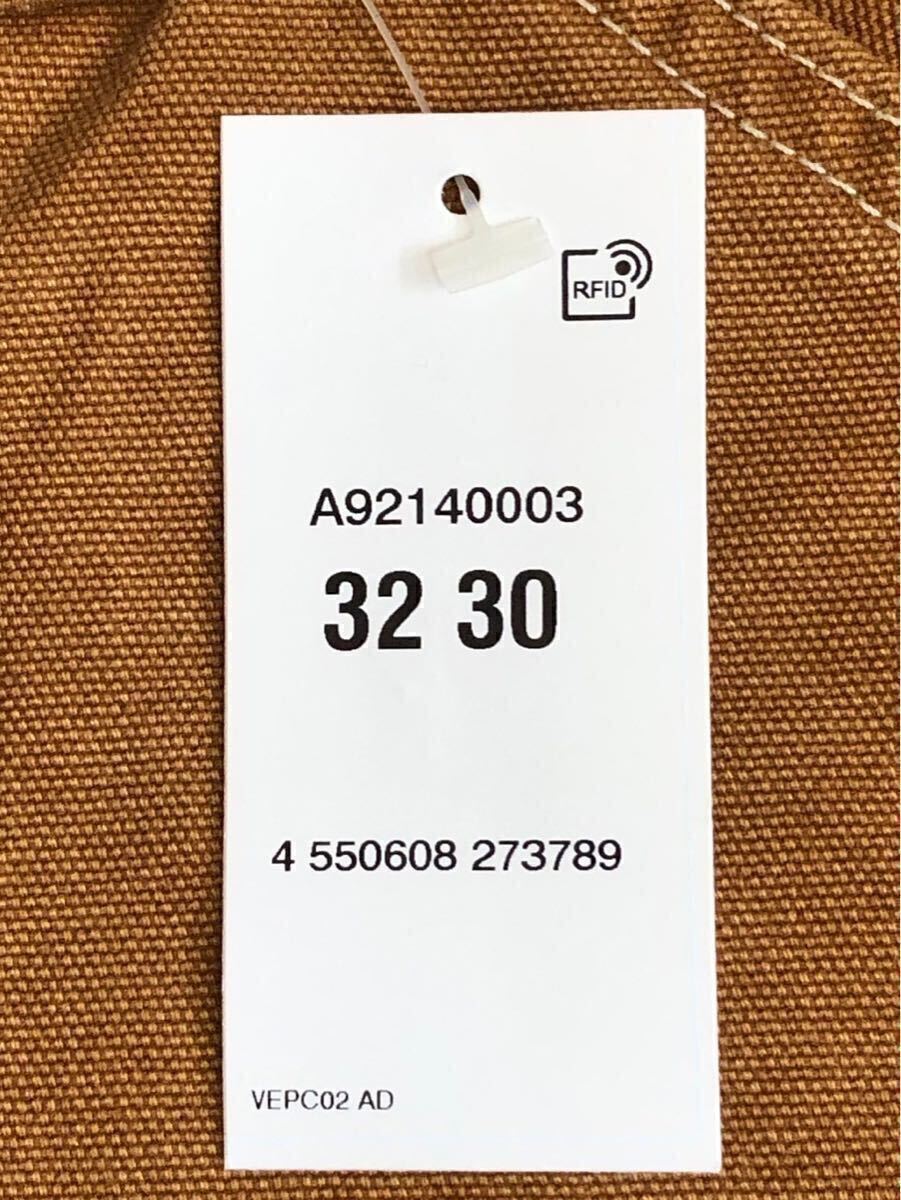 RFID
A92140003
32 30
4 550608 273789
VEPC02 AD